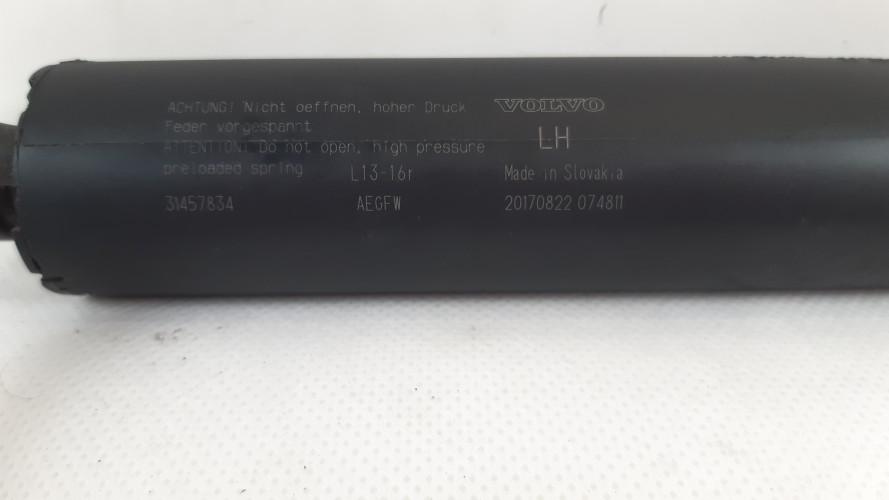 ACHTUNG! Nicht oeffnen, hoher Druck
Feder vorgespannt
ATTENTION! Do not open, high pressure
preloaded spring
31457834
L13-16r
AEGFW
VOLVO
LH
Made in Slovakia
20170822 074811